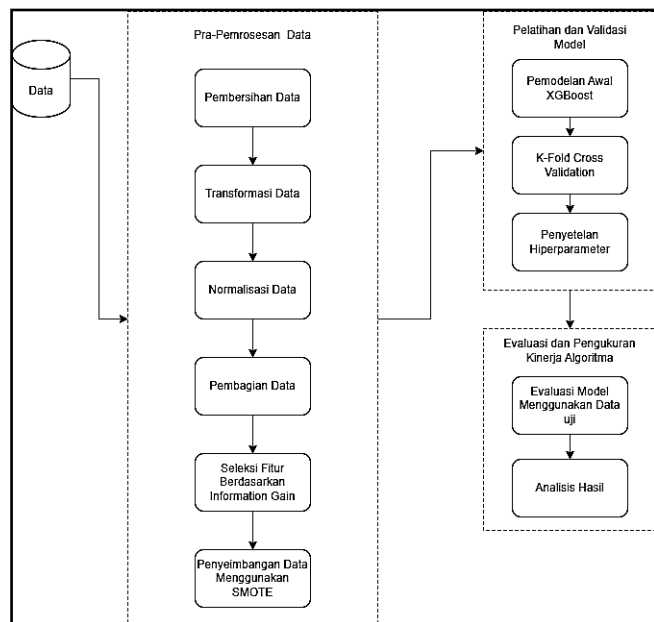 Data
Pra-Pemrosesan Data
Pembersihan Data
Transformasi Data
Normalisasi Data
Pembagian Data
Seleksi Fitur
Berdasarkan
Information Gain
Penyeimbangan Data
Menggunakan
SMOTE
Pelatihan dan Validasi
Model
Pemodelan Awal
XGBoost
K-Fold Cross
Validation
Penyetelan
Hiperparameter
Evaluasi dan Pengukuran
Kinerja Algoritma
Evaluasi Model
Menggunakan Data
uji
Analisis Hasil